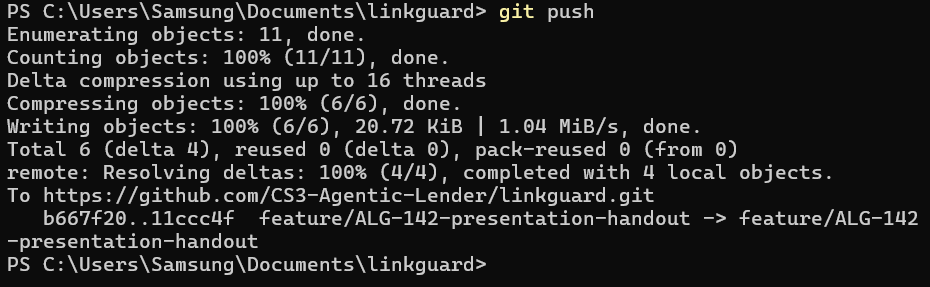 PS C:\Users\Samsung\Documents\linkguard> git push
Enumerating objects: 11, done.
Counting objects: 100% (11/11), done.
Delta compression using up to 16 threads
Compressing objects: 100% (6/6), done.
Writing objects: 100% (6/6), 20.72 KiB | 1.04 MiB/s, done.
Total 6 (delta 4), reused 0 (delta 0), pack-reused 0 (from 0)
remote: Resolving deltas: 100% (4/4), completed with 4 local objects.
To https://github.com/CS3-Agentic-Lender/linkguard.git
   b667f20..11ccc4f  feature/ALG-142-presentation-handout -> feature/ALG-142
-presentation-handout
PS C:\Users\Samsung\Documents\linkguard>